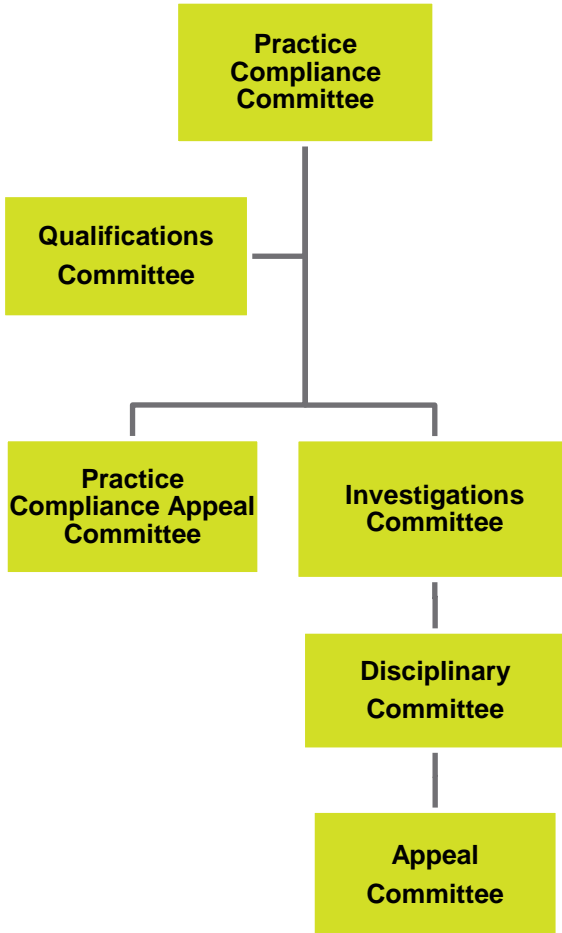 Practice
Compliance
Committee
Qualifications
Committee
Practice
Compliance Appeal
Committee
Investigations
Committee
Disciplinary
Committee
Appeal
Committee